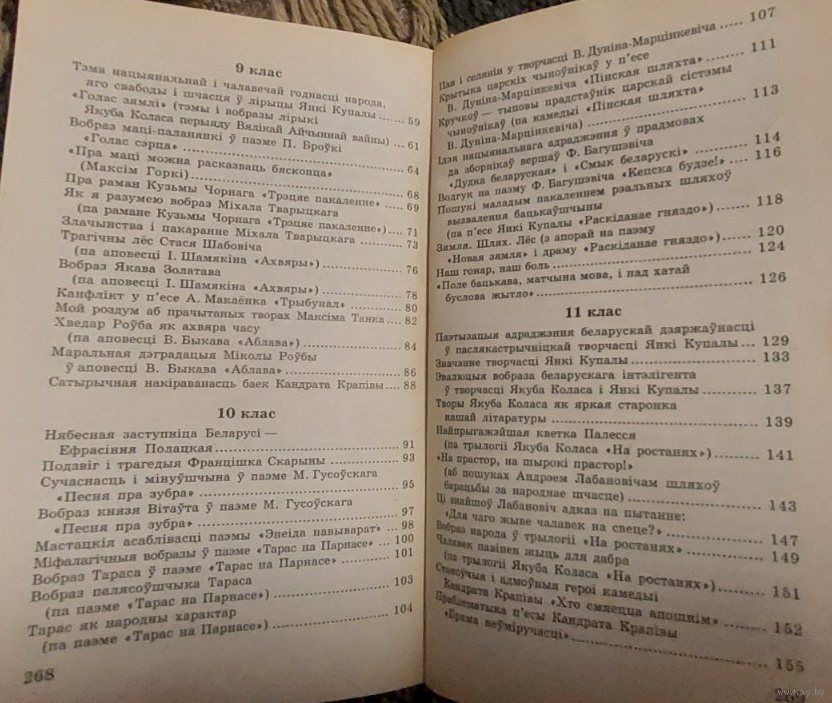 9 клас
Тэма нацыянальнай і чалавечай годнасці народа,
яго свабоды і шчасця ў лірыцы Янкі Купалы 59
«Голас зямлі» (тэмы і вобразы лірыкі
Якуба Коласа перыяду Вялікай Айчыннай вайны) 61
Вобраз маці-паланянкі ў паэме П. Броўкі
«Голас сэрца» 64
«Пра маці можна расказваць бясконца»
(Максім Горкі) 68
Пра раман Кузьмы Чорнага «Трэцяе пакаленне» 69
Як я разумею вобраз Міхала Тварыцкага
(па рамане Кузьмы Чорнага «Трэцяе пакаленне») 71
Злачынства і пакаранне Міхала Тварыцкага 73
Трагічны лёс Стася Шабовіча
(па аповесці І. Шамякіна «Ахвяры») 76
Вобраз Якава Золатава
(па аповесці І. Шамякіна «Ахвяры») 78
Канфлікт у п'есе А. Макаёнка «Трыбунал» 80
Мой роздум аб прачытаных творах Максіма Танка 82
Хведар Роўба як ахвяра часу
(па аповесці В. Быкава «Аблава») 84
Маральная дэградацыя Міколы Роўбы
ў аповесці В. Быкава «Аблава» 86
Сатырычная накіраванасць баек Кандрата Крапівы 88
10 клас
Нябесная заступніца Беларусі —
Ефрасіння Полацкая 91
Подзвіг і трагедыя Францішка Скарыны 93
Сучаснасць і мінуўшчына ў паэме М. Гусоўскага
«Песня пра зубра» 95
Вобраз князя Вітаўта ў паэме М. Гусоўскага
«Песня пра зубра» 97
Мастацкія асаблівасці паэмы «Энеіда навыварат» 98
Міфалагічныя вобразы ў паэме «Тарас на Парнасе» 100
Вобраз Тараса ў паэме «Тарас на Парнасе» 101
Вобраз палясоўшчыка Тараса
(па паэме «Тарас на Парнасе») 103
Тарас як народны характар
(па паэме «Тарас на Парнасе») 104
268
Пан і селянін у творчасці В. Дуніна-Марцінкевіча 107
Крытыка царскіх чыноўнікаў у п'есе
В. Дуніна-Марцінкевіча «Пінская шляхта» 111
Кручкоў — тыповы прадстаўнік царскай сістэмы
чыноўнікаў (па камедыі «Пінская шляхта»
В. Дуніна-Марцінкевіча) 113
Ідэя нацыянальнага адраджэння ў прадмовах
да зборнікаў вершаў Ф. Багушэвіча
«Дудка беларуская» і «Смык беларускі» 114
Водгук на паэму Ф. Багушэвіча «Кепска будзе!» 116
Пошукі маладым пакаленнем рэальных шляхоў
вызвалення бацькаўшчыны
(па п'есе Янкі Купалы «Раскіданае гняздо») 118
Зямля. Шлях. Лёс (з апорай на паэму
«Новая зямля» і драму «Раскіданае гняздо») 120
Наш гонар, наш боль 124
«Поле бацькава, матчына мова, і над хатай
буслова жытло» 126
11 клас
Паэтызацыя адраджэння беларускай дзяржаўнасці
ў паслякастрычніцкай творчасці Янкі Купалы 129
Значэнне творчасці Янкі Купалы 133
Эвалюцыя вобраза беларускага інтэлігента
ў творчасці Якуба Коласа і Янкі Купалы 137
Творы Якуба Коласа як яркая старонка
нашай літаратуры 139
Найпрыгажэйшая кветка Палесся
(па трылогіі Якуба Коласа «На ростанях») 141
«На прастор, на шырокі прастор!»
(аб пошуках Андрэем Лабановічам шляхоў
барацьбы за народнае шчасце) 143
Ці знайшоў Лабановіч адказ на пытанне:
«Для чаго жыве чалавек на свеце?» 147
Вобраз народа ў трылогіі «На ростанях» 149
Чалавек павінен жыць для дабра
(па трылогіі Якуба Коласа «На ростанях») 151
Станоўчыя і адмоўныя героі камедыі
Кандрата Крапівы «Хто смяецца апошнім» 152
Праблематыка п'есы Кандрата Крапівы
«Брама неўміручасці» 155
269
www.ay.by